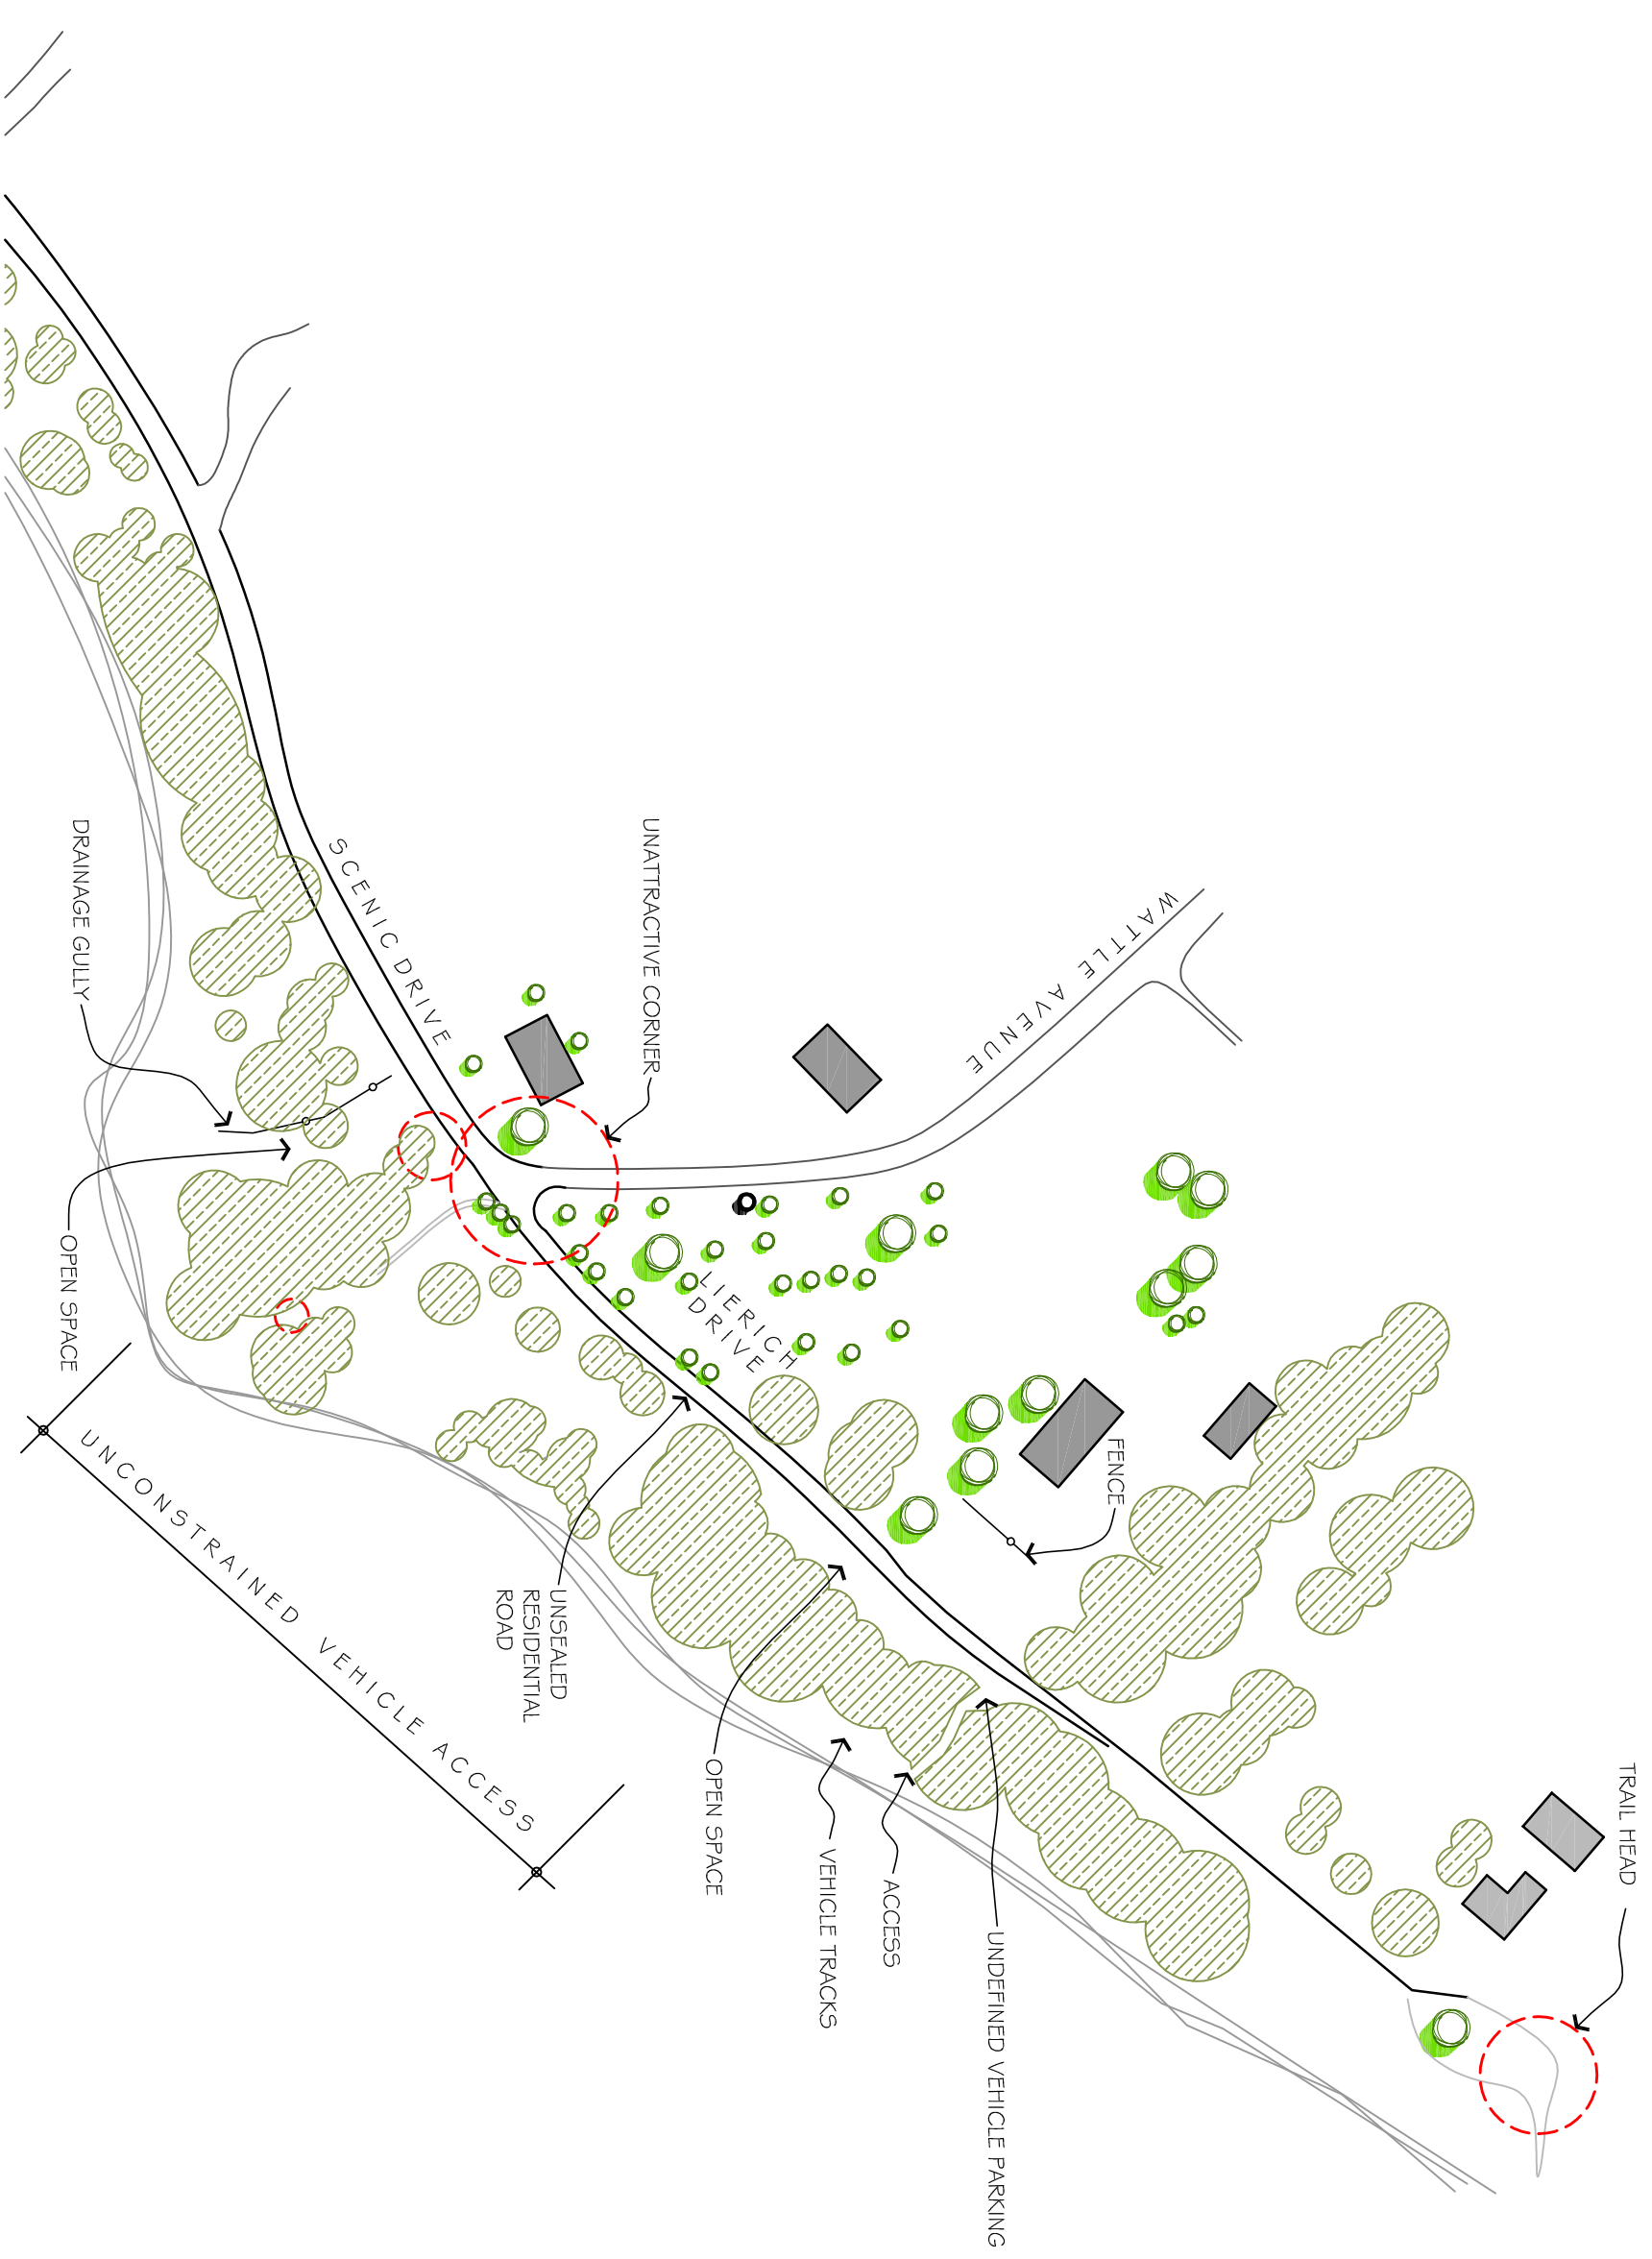 TRAIL HEAD
WATTLE AVENUE
FENCE
UNATTRACTIVE CORNER
LIERICH
DRIVE
SCENIC DRIVE
UNDEFINED VEHICLE PARKING
ACCESS
VEHICLE TRACKS
OPEN SPACE
UNSEALED
RESIDENTIAL
ROAD
DRAINAGE GULLY
OPEN SPACE
UNCONSTRAINED VEHICLE ACCESS